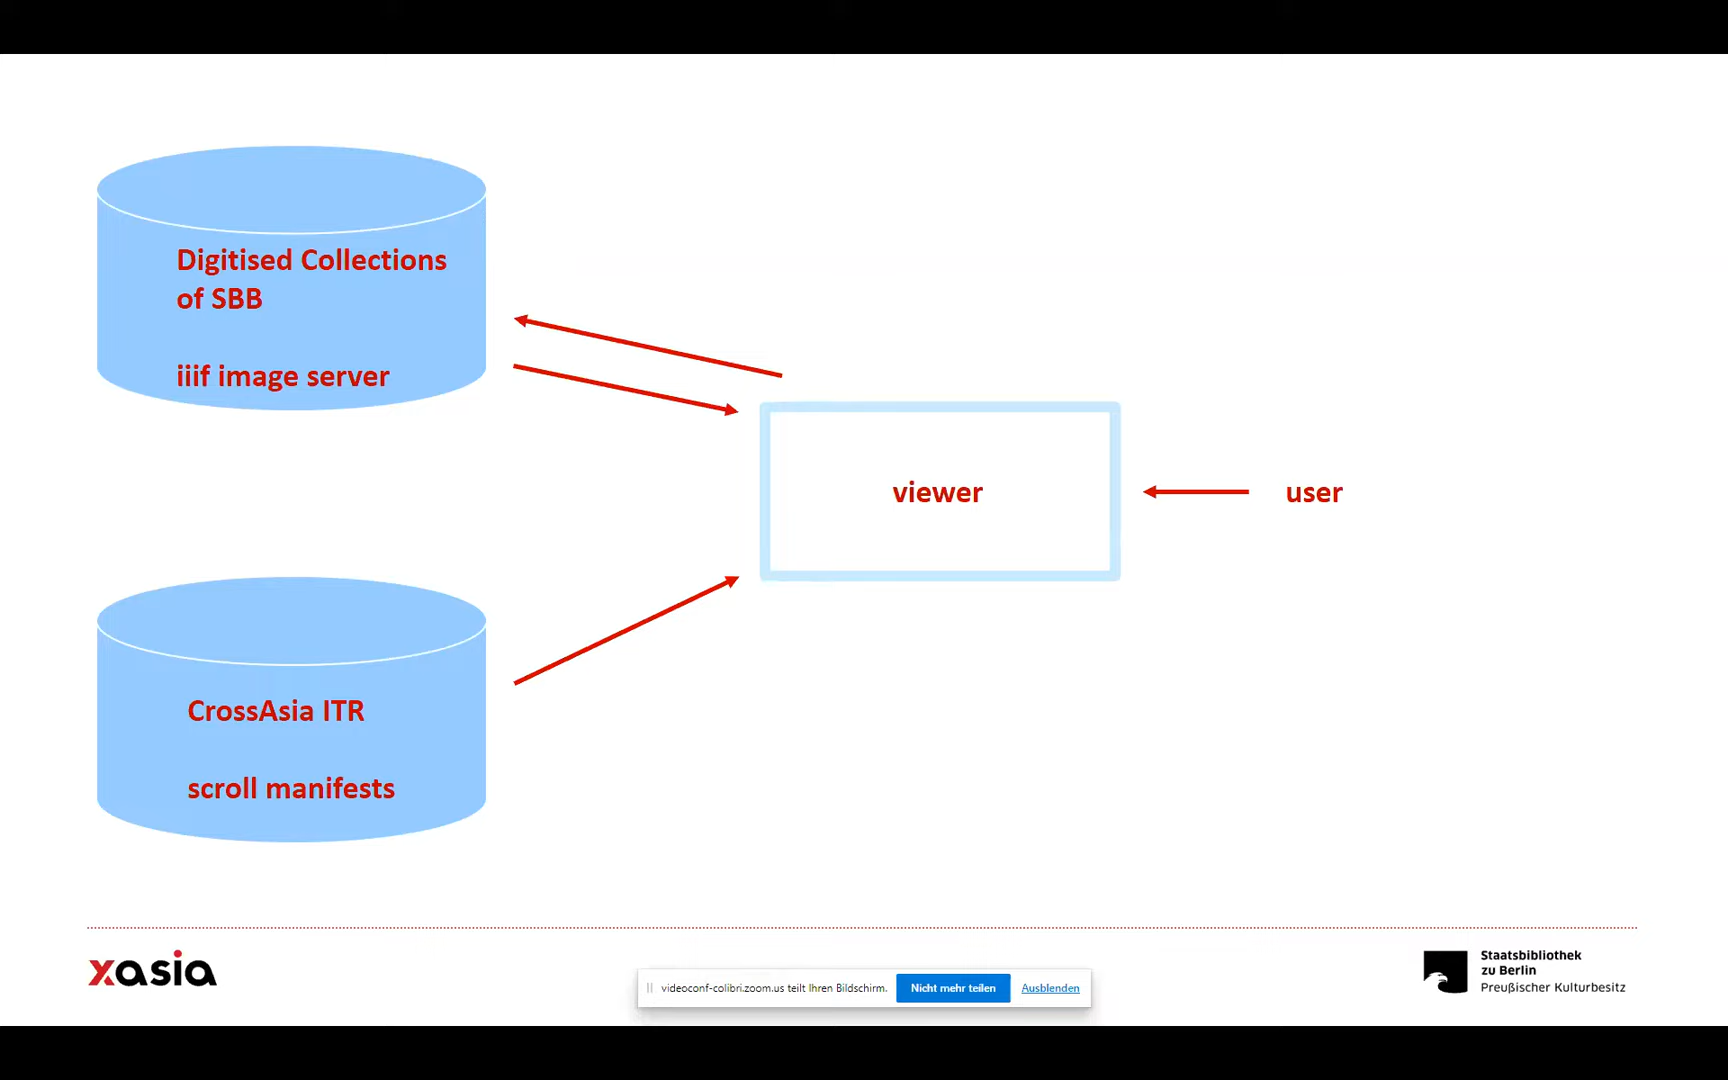 Digitised Collections
of SBB
iiif image server
viewer
user
CrossAsia ITR
scroll manifests
xasia
videoconf-colibri.zoom.us teilt Ihren Bildschirm.
Nicht mehr teilen
Ausblenden
Staatsbibliothek
zu Berlin
Preußischer Kulturbesitz